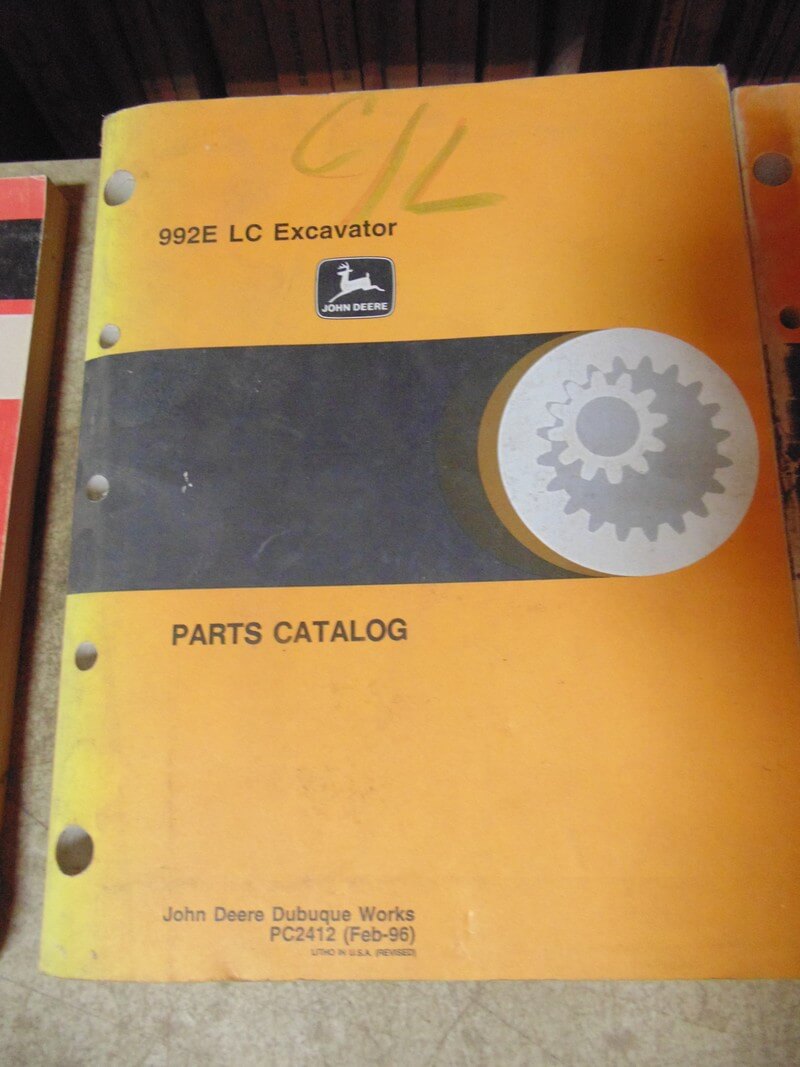 C/L
992E LC Excavator
JOHN DEERE
PARTS CATALOG
John Deere Dubuque Works
PC2412 (Feb-96)
LITHO IN U.S.A. (REVISED)